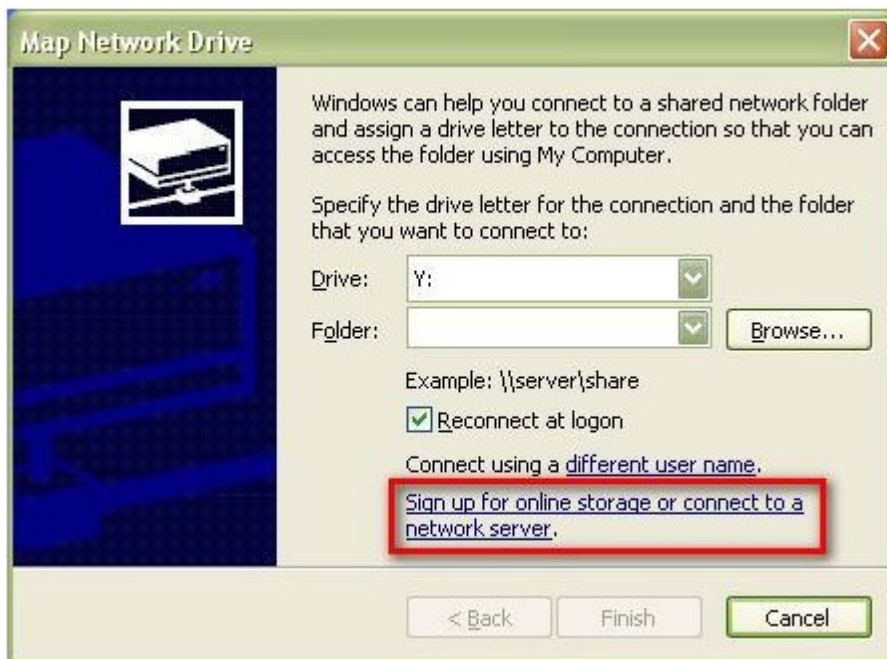 Map Network Drive
Windows can help you connect to a shared network folder
and assign a drive letter to the connection so that you can
access the folder using My Computer.
Specify the drive letter for the connection and the folder
that you want to connect to:
Drive: Y:
Folder: Browse...
Example: \\server\share
Reconnect at logon
Connect using a different user name.
Sign up for online storage or connect to a
network server.
< Back Finish Cancel